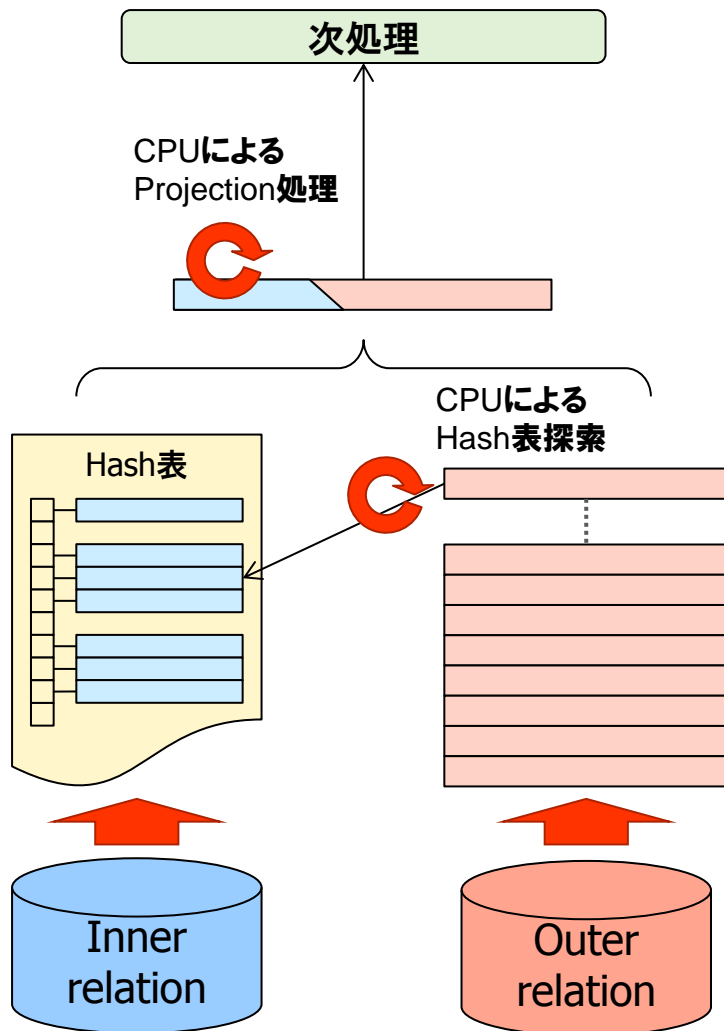 次処理
CPUによる
Projection処理
CPUによる
Hash表探索
Hash表
Inner
relation
Outer
relation